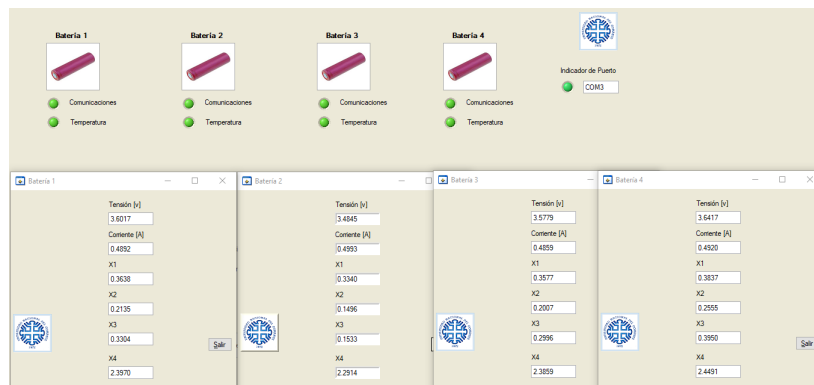 Batería 1
Batería 2
Batería 3
Batería 4
Indicador de Puerto
COM3
Comunicaciones
Comunicaciones
Comunicaciones
Comunicaciones
Temperatura
Temperatura
Temperatura
Temperatura
Batería 1
Tensión [v]
3.6017
Corriente [A]
0.4892
X1
0.3638
X2
0.2135
X3
0.3304
Salir
X4
2.3970
Batería 2
Tensión [v]
3.4845
Corriente [A]
0.4993
X1
0.3340
X2
0.1496
X3
0.1533
X4
2.2914
Batería 3
Tensión [v]
3.5779
Corriente [A]
0.4859
X1
0.3577
X2
0.2007
X3
0.2996
X4
2.3859
Batería 4
Tensión [v]
3.6417
Corriente [A]
0.4920
X1
0.3837
X2
0.2555
X3
0.3950
Salir
X4
2.4491